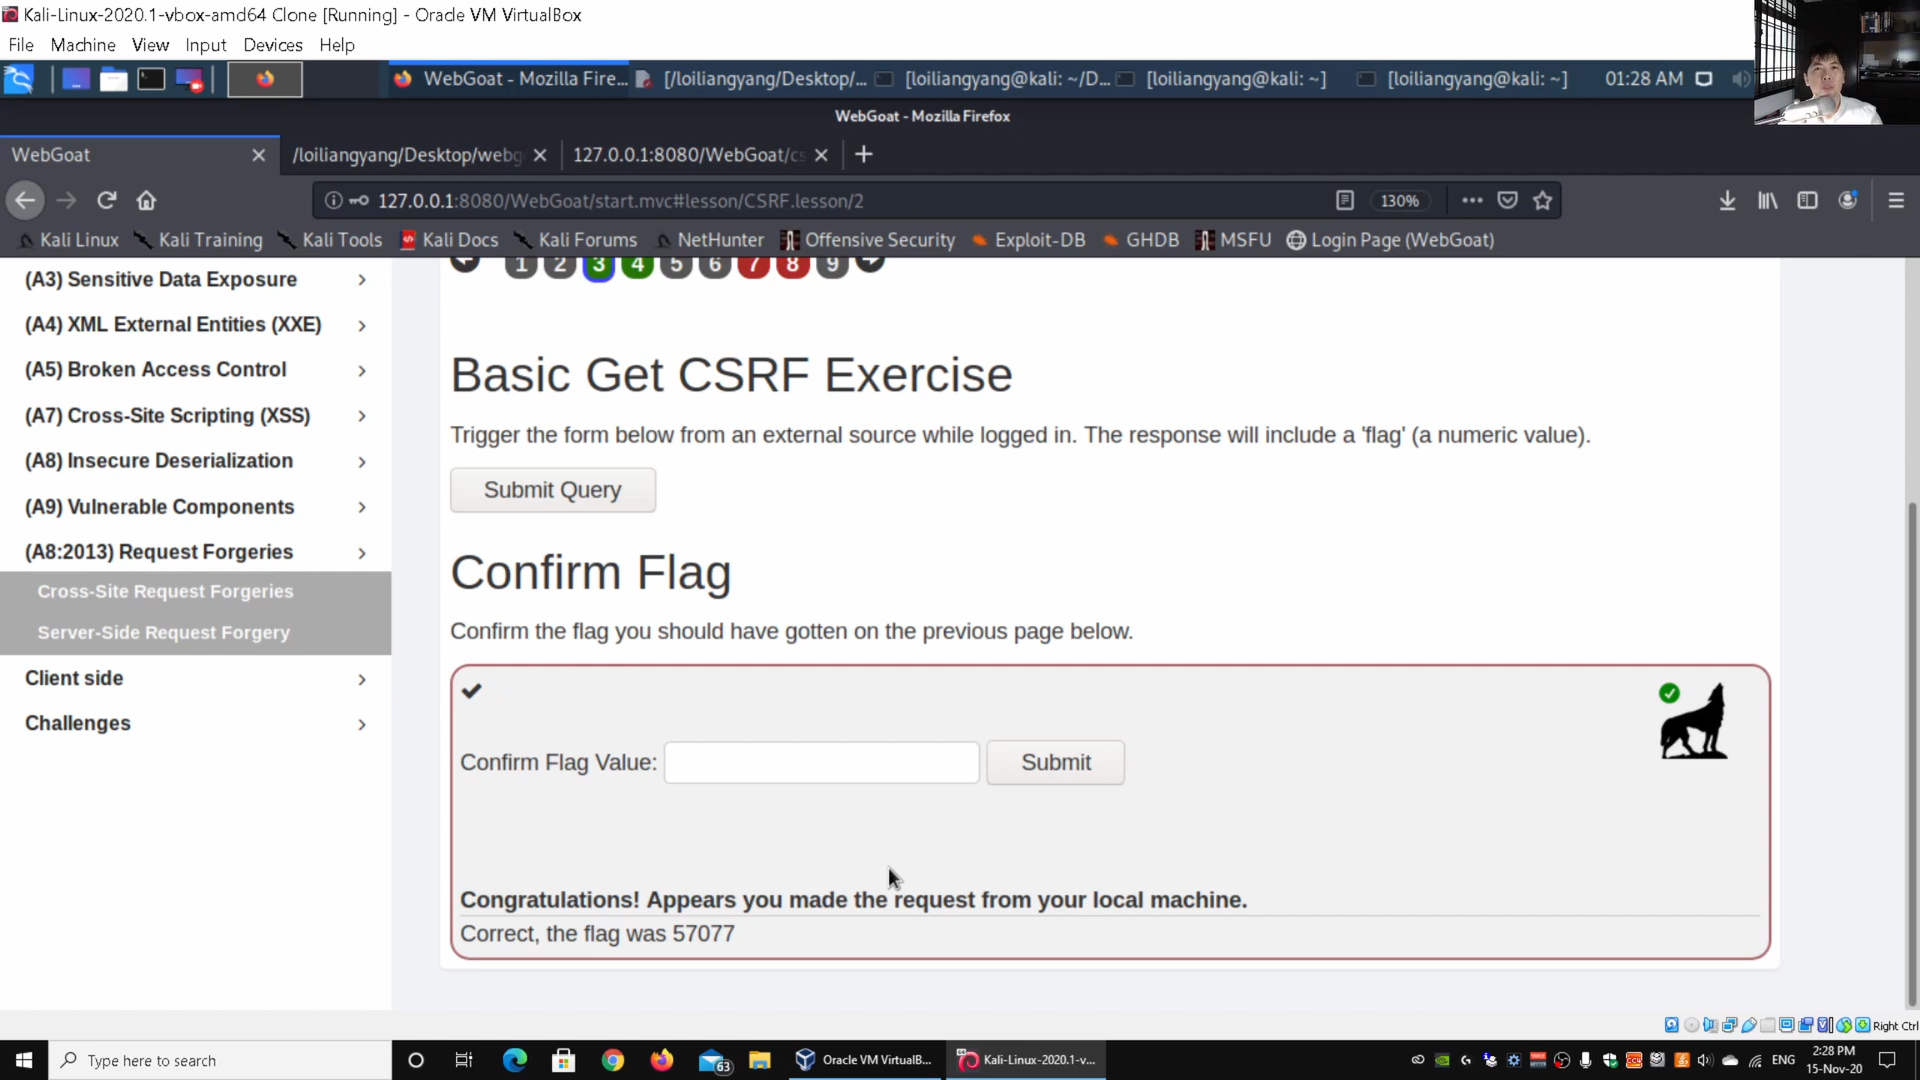 Kali-Linux-2020.1-vbox-amd64 Clone [Running] - Oracle VM VirtualBox
File Machine View Input Devices Help
WebGoat - Mozilla Fire... [/loiliangyang/Desktop/... [loiliangyang@kali: ~/D... [loiliangyang@kali: ~] [loiliangyang@kali: ~] 01:28 AM
WebGoat - Mozilla Firefox
WebGoat /loiliangyang/Desktop/webg 127.0.0.1:8080/WebGoat/cs
127.0.0.1:8080/WebGoat/start.mvc#lesson/CSRF.lesson/2 130%
Kali Linux Kali Training Kali Tools Kali Docs Kali Forums NetHunter Offensive Security Exploit-DB GHDB MSFU Login Page (WebGoat)
1 2 3 4 5 6 7 8 9
(A3) Sensitive Data Exposure
(A4) XML External Entities (XXE)
(A5) Broken Access Control
(A7) Cross-Site Scripting (XSS)
(A8) Insecure Deserialization
(A9) Vulnerable Components
(A8:2013) Request Forgeries
Cross-Site Request Forgeries
Server-Side Request Forgery
Client side
Challenges
Basic Get CSRF Exercise
Trigger the form below from an external source while logged in. The response will include a 'flag' (a numeric value).
Submit Query
Confirm Flag
Confirm the flag you should have gotten on the previous page below.
Confirm Flag Value: Submit
Congratulations! Appears you made the request from your local machine.
Correct, the flag was 57077
Right Ctrl
Type here to search 63 Oracle VM VirtualB... Kali-Linux-2020.1-v... ENG 2:28 PM
15-Nov-20